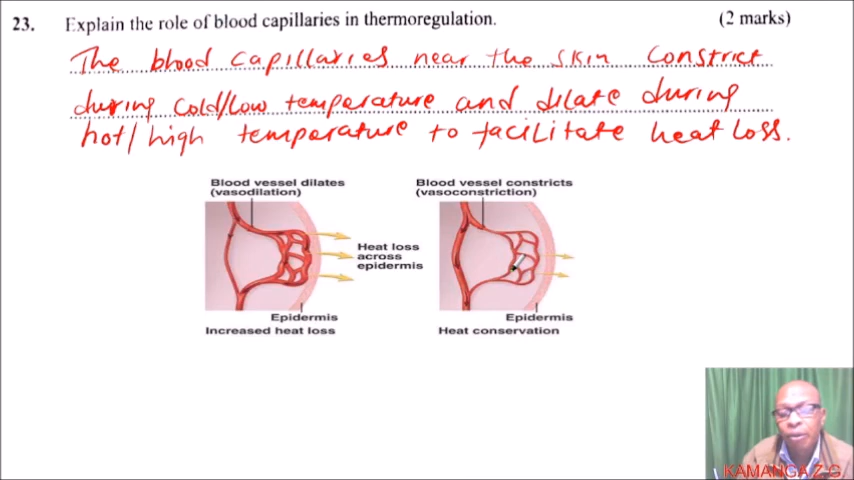 23. Explain the role of blood capillaries in thermoregulation. (2 marks)
The blood capillaries near the skin constrict
during cold/low temperature and dilate during
hot/high temperature to facilitate heat loss.
Blood vessel dilates
(vasodilation)
Blood vessel constricts
(vasoconstriction)
Heat loss
across
epidermis
Epidermis
Increased heat loss
Epidermis
Heat conservation
KAMANGA Z.G.